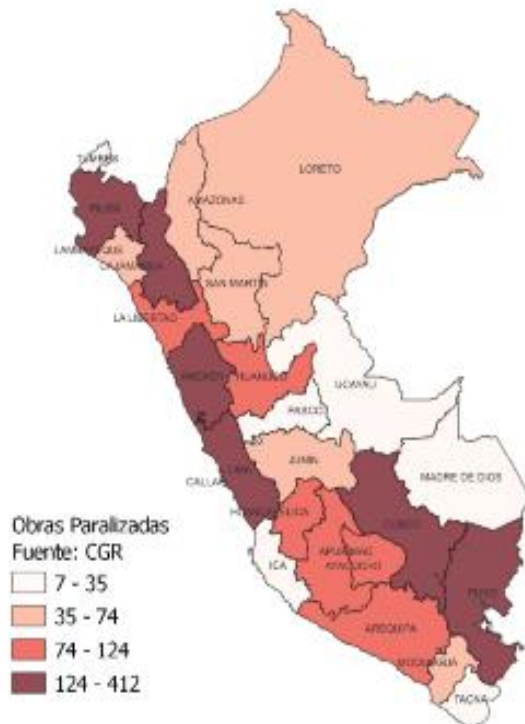 TUMBES
PIURA
LORETO
AMAZONAS
LAMBAYEQUE
CAJAMARCA
SAN MARTIN
LA LIBERTAD
ANCASH
HUANUCO
UCAYALI
PASCO
LIMA
JUNIN
CALLAO
MADRE DE DIOS
CUSCO
HUANCAVELICA
APURIMAC
AYACUCHO
ICA
PUNO
AREQUIPA
MOQUEGUA
TACNA
Obras Paralizadas
Fuente: CGR
7 - 35
35 - 74
74 - 124
124 - 412